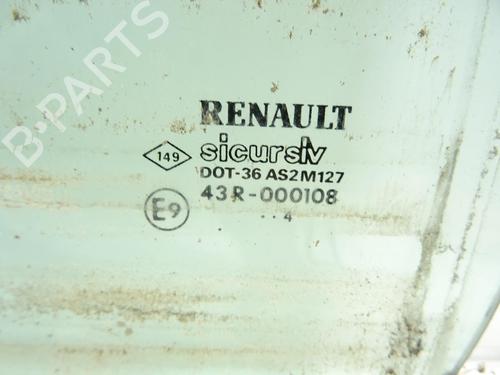 B-PARTS
RENAULT
149 sicursiv
DOT-36 AS2M127
E9 43R-000108
..4